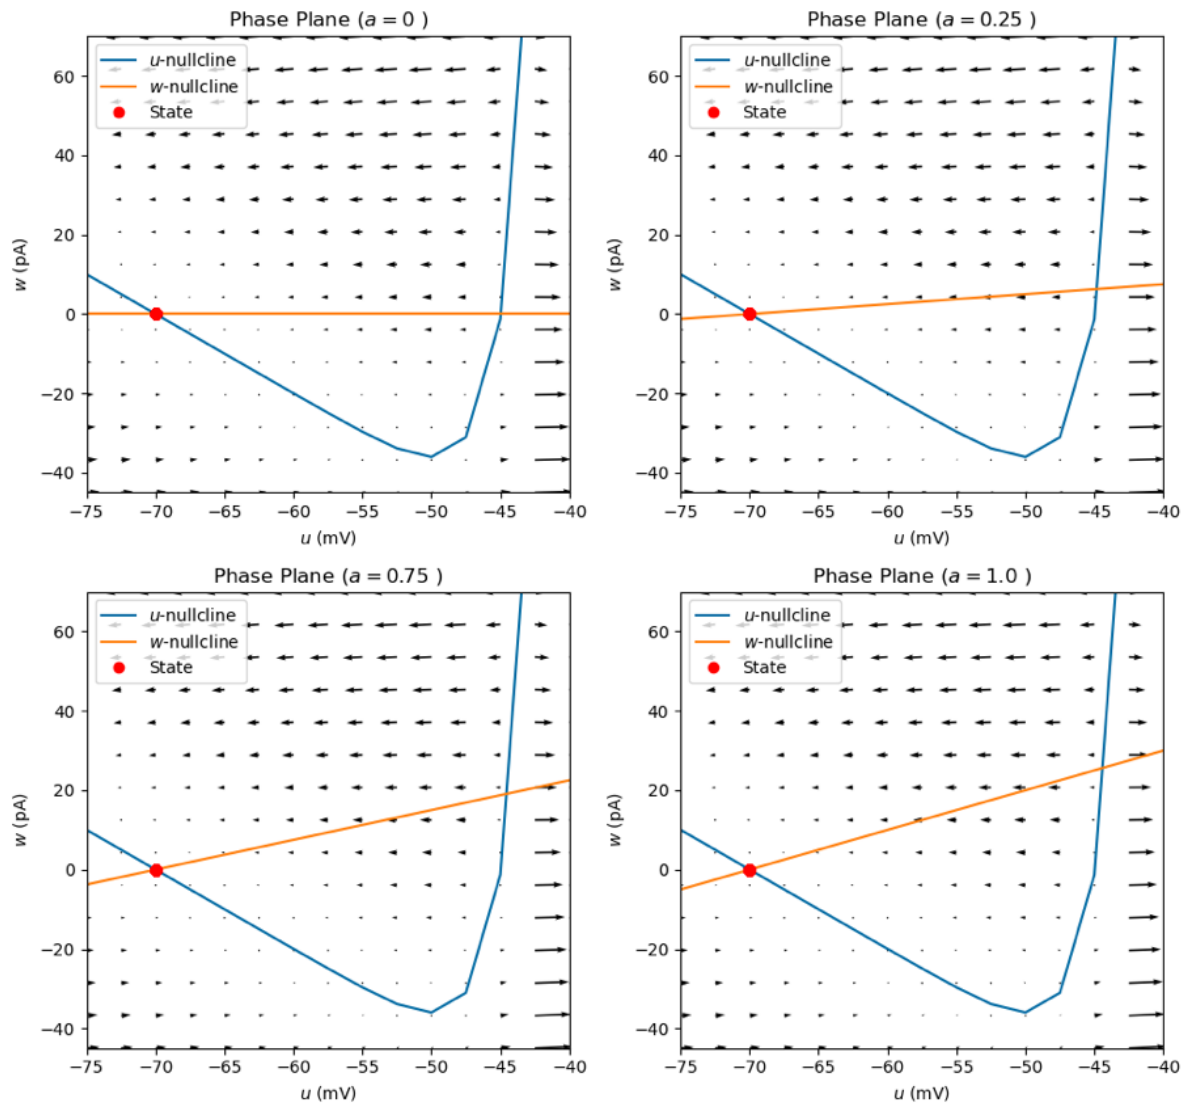 Phase Plane (a = 0 )
u-nullcline
w-nullcline
State
w (pA)
60
40
20
0
−20
−40
−75 −70 −65 −60 −55 −50 −45 −40
u (mV)
Phase Plane (a = 0.25 )
u-nullcline
w-nullcline
State
w (pA)
60
40
20
0
−20
−40
−75 −70 −65 −60 −55 −50 −45 −40
u (mV)
Phase Plane (a = 0.75 )
u-nullcline
w-nullcline
State
w (pA)
60
40
20
0
−20
−40
−75 −70 −65 −60 −55 −50 −45 −40
u (mV)
Phase Plane (a = 1.0 )
u-nullcline
w-nullcline
State
w (pA)
60
40
20
0
−20
−40
−75 −70 −65 −60 −55 −50 −45 −40
u (mV)